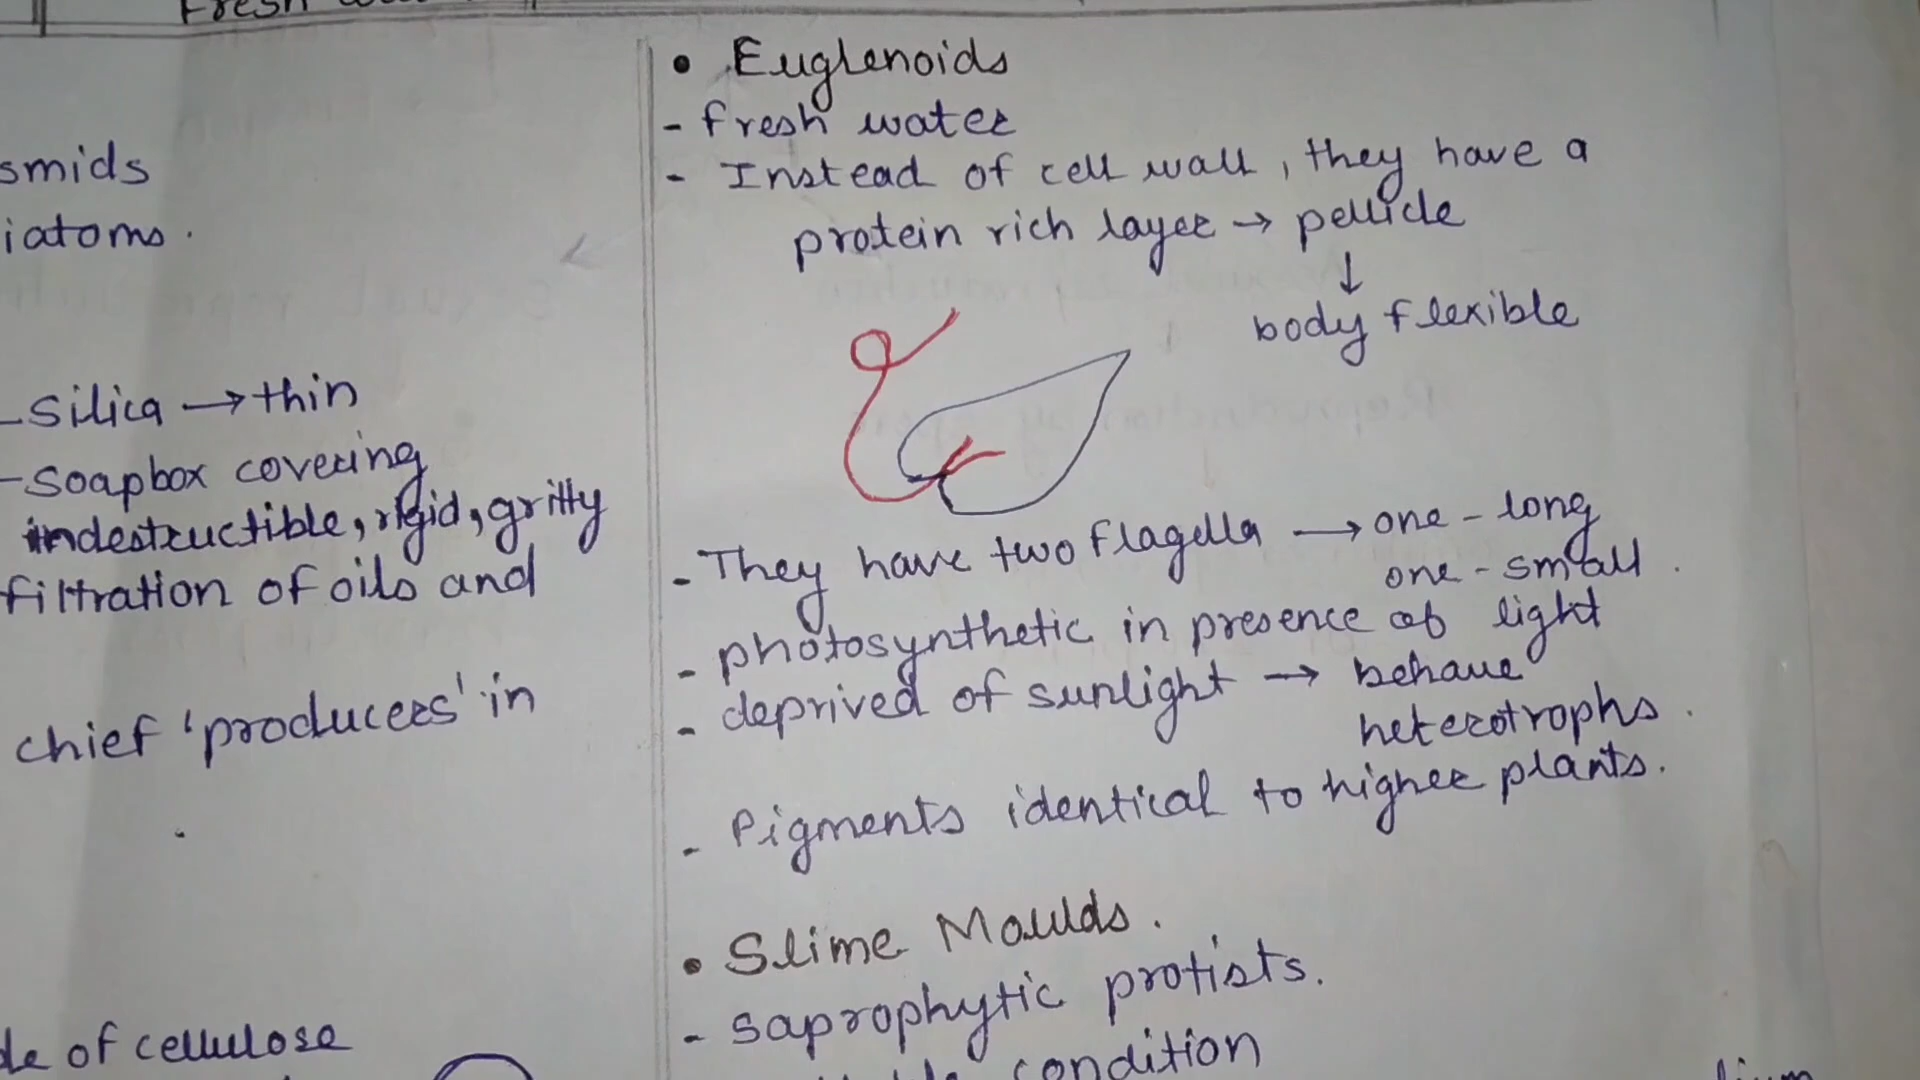 Fresh
smids
iatoms.
- Silica → thin
- Soapbox covering
indestructible, rigid, gritty
filtration of oils and
chief 'producers' in
de of cellulose
• Euglenoids
- fresh water
- Instead of cell wall, they have a
protein rich layer → pellicle
↓
body flexible
- They have two flagella → one - long
one - small.
- photosynthetic in presence of light
- deprived of sunlight → behave
heterotrophs.
- Pigments identical to higher plants.
• Slime Moulds.
- saprophytic protists.
condition